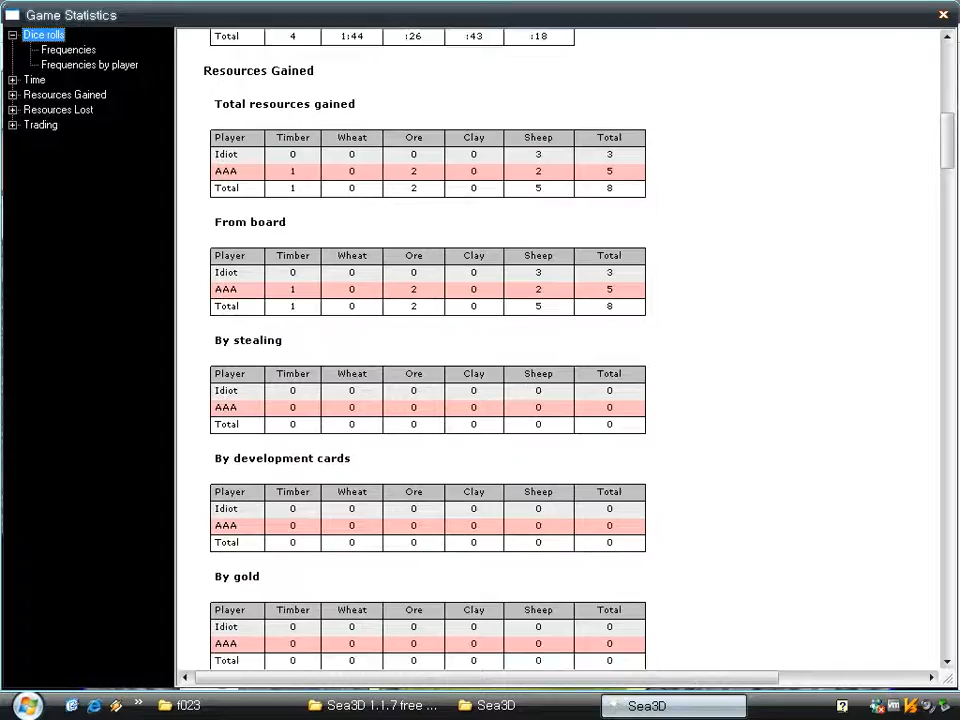 Game Statistics
Dice rolls
Frequencies
Frequencies by player
Time
Resources Gained
Resources Lost
Trading
Total 4 1:44 :26 :43 :18
Resources Gained
Total resources gained
Player Timber Wheat Ore Clay Sheep Total
Idiot 0 0 0 0 3 3
AAA 1 0 2 0 2 5
Total 1 0 2 0 5 8
From board
Player Timber Wheat Ore Clay Sheep Total
Idiot 0 0 0 0 3 3
AAA 1 0 2 0 2 5
Total 1 0 2 0 5 8
By stealing
Player Timber Wheat Ore Clay Sheep Total
Idiot 0 0 0 0 0 0
AAA 0 0 0 0 0 0
Total 0 0 0 0 0 0
By development cards
Player Timber Wheat Ore Clay Sheep Total
Idiot 0 0 0 0 0 0
AAA 0 0 0 0 0 0
Total 0 0 0 0 0 0
By gold
Player Timber Wheat Ore Clay Sheep Total
Idiot 0 0 0 0 0 0
AAA 0 0 0 0 0 0
Total 0 0 0 0 0 0
f023 Sea3D 1.1.7 free ... Sea3D Sea3D